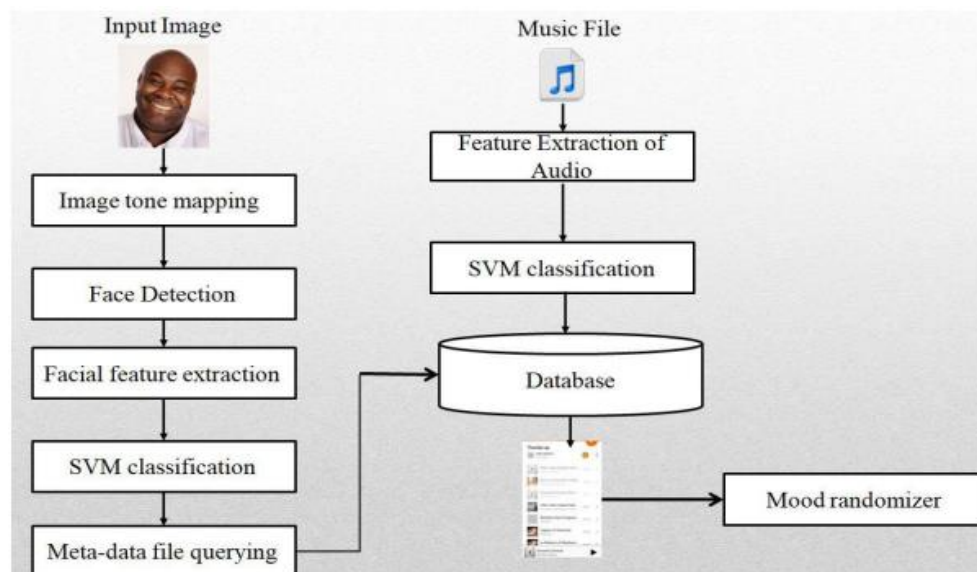 Input Image
Music File
Feature Extraction of
Audio
Image tone mapping
SVM classification
Face Detection
Facial feature extraction
Database
SVM classification
Mood randomizer
Meta-data file querying